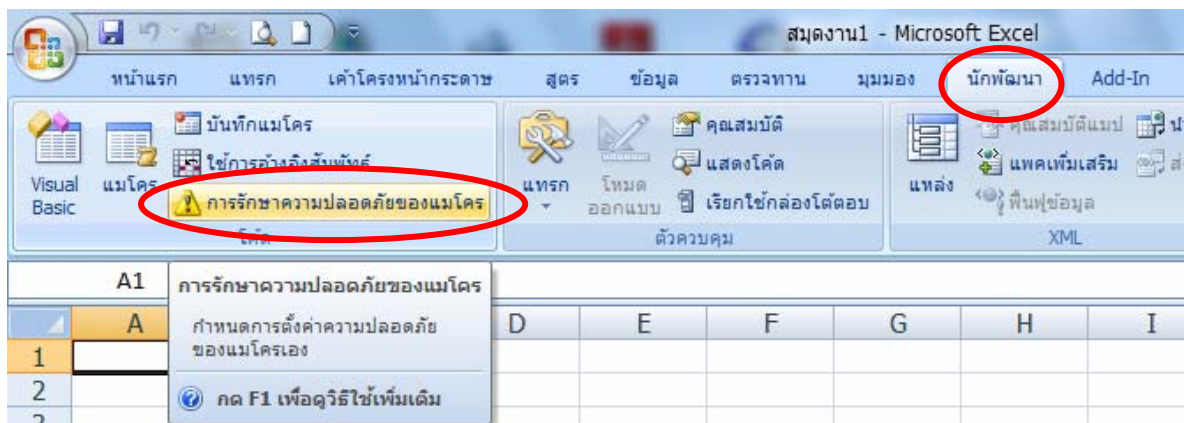 สมุดงาน1 - Microsoft Excel
หน้าแรก แทรก เค้าโครงหน้ากระดาษ สูตร ข้อมูล ตรวจทาน มุมมอง นักพัฒนา Add-In
Visual Basic
แมโคร
บันทึกแมโคร
ใช้การอ้างอิงสัมพัทธ์
การรักษาความปลอดภัยของแมโคร
โค้ด
แทรก
โหมดออกแบบ
คุณสมบัติ
แสดงโค้ด
เรียกใช้กล่องโต้ตอบ
ตัวควบคุม
แหล่ง
คุณสมบัติแมป
แพคเพิ่มเสริม
ฟื้นฟูข้อมูล
XML
A1
การรักษาความปลอดภัยของแมโคร
กำหนดการตั้งค่าความปลอดภัย
ของแมโครเอง
กด F1 เพื่อดูวิธีใช้เพิ่มเติม
A D E F G H I
1
2